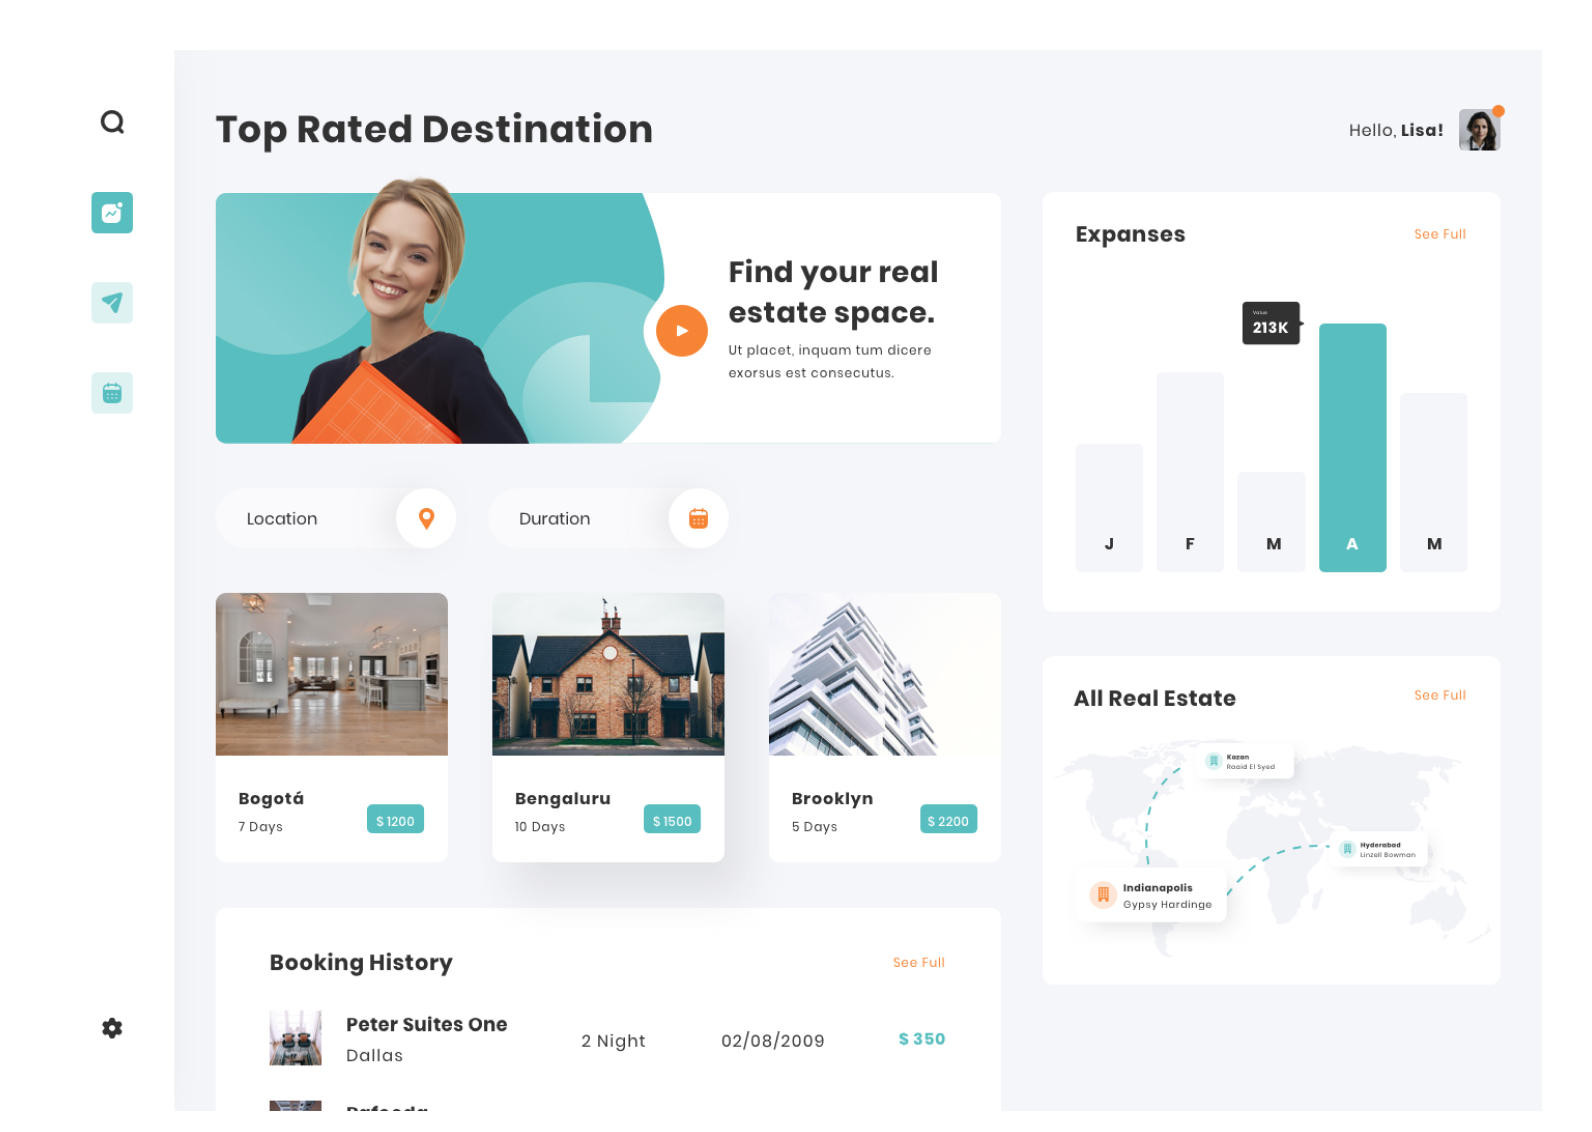 Top Rated Destination
Hello, Lisa!
Find your real
estate space.
Ut placet, inquam tum dicere
exorsus est consecutus.
Expanses
See Full
Value
213K
J
F
M
A
M
Location
Duration
Bogotá
7 Days
$ 1200
Bengaluru
10 Days
$ 1500
Brooklyn
5 Days
$ 2200
All Real Estate
See Full
Kazan
Raaid El Syed
Hyderabad
Linzell Bowman
Indianapolis
Gypsy Hardinge
Booking History
See Full
Peter Suites One
Dallas
2 Night
02/08/2009
$ 350